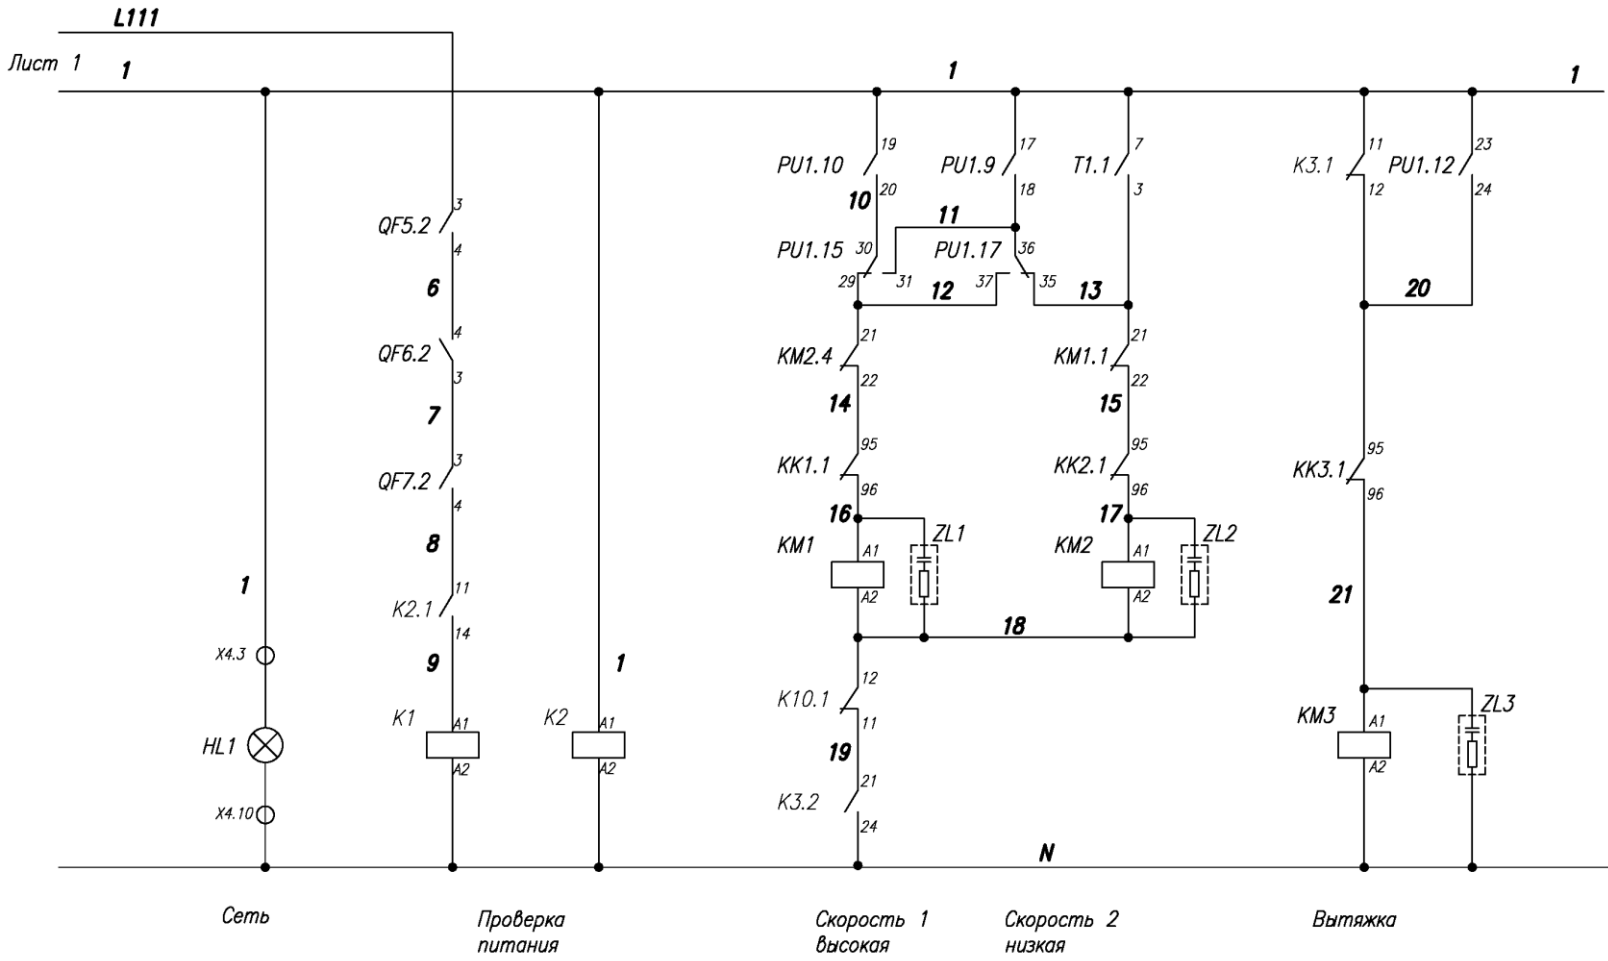 L111
Лист 1
1
1
1
19
17
7
11
23
PU1.10
PU1.9
T1.1
K3.1
PU1.12
20
18
3
12
24
10
11
3
QF5.2
4
PU1.15
30
PU1.17
36
29
31
37
35
6
12
13
20
4
QF6.2
3
21
KM2.4
22
21
KM1.1
22
7
14
15
3
QF7.2
4
95
KK1.1
96
95
KK2.1
96
95
KK3.1
96
8
16
17
KM1
A1
A2
ZL1
KM2
A1
A2
ZL2
1
11
K2.1
14
21
18
X4.3
9
1
12
K10.1
11
K1
A1
A2
K2
A1
A2
HL1
19
KM3
A1
A2
ZL3
21
K3.2
24
X4.10
N
Сеть
Проверка
питания
Скорость 1
высокая
Скорость 2
низкая
Вытяжка